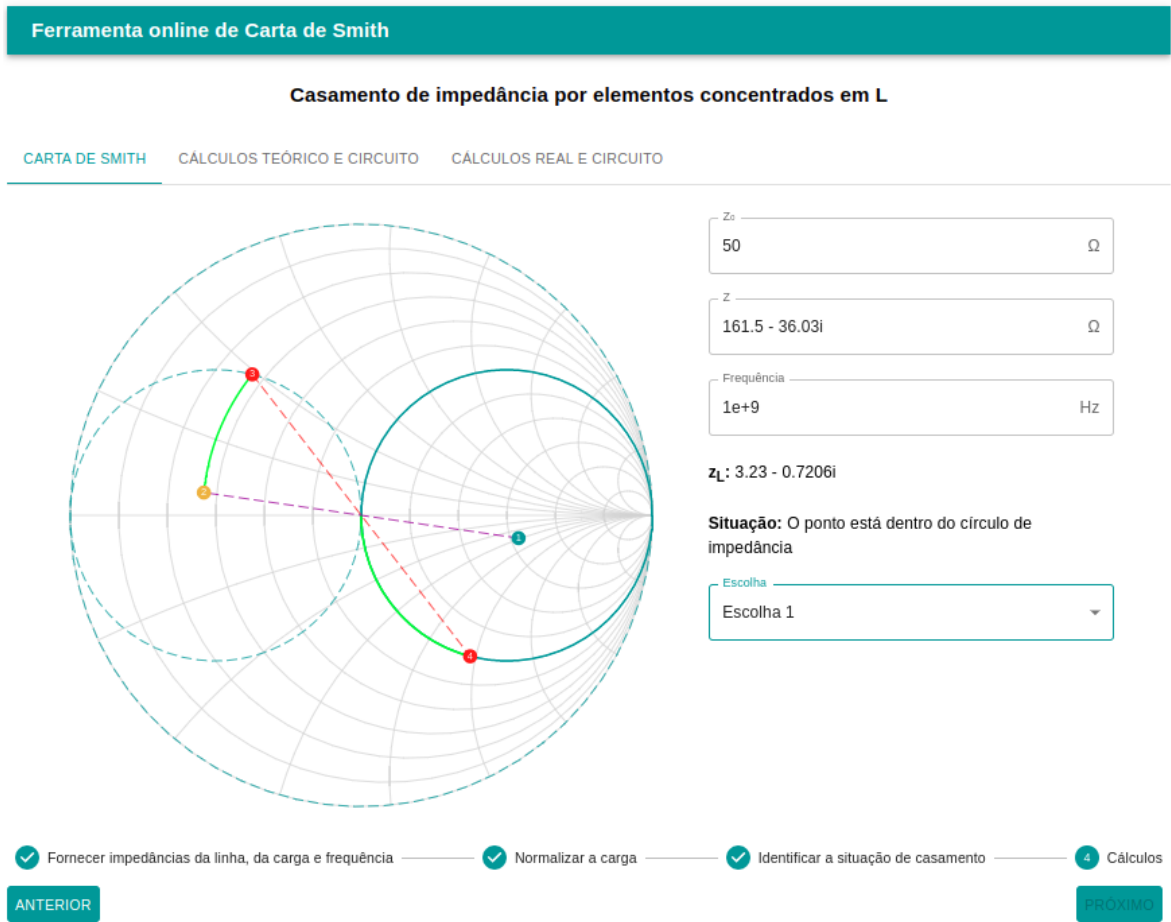 Ferramenta online de Carta de Smith
Casamento de impedância por elementos concentrados em L
CARTA DE SMITH
CÁLCULOS TEÓRICO E CIRCUITO
CÁLCULOS REAL E CIRCUITO
3
2
1
4
Z₀
50 Ω
Z
161.5 - 36.03i Ω
Frequência
1e+9 Hz
zL: 3.23 - 0.7206i
Situação: O ponto está dentro do círculo de
impedância
Escolha
Escolha 1
Fornecer impedâncias da linha, da carga e frequência
Normalizar a carga
Identificar a situação de casamento
4 Cálculos
ANTERIOR
PRÓXIMO